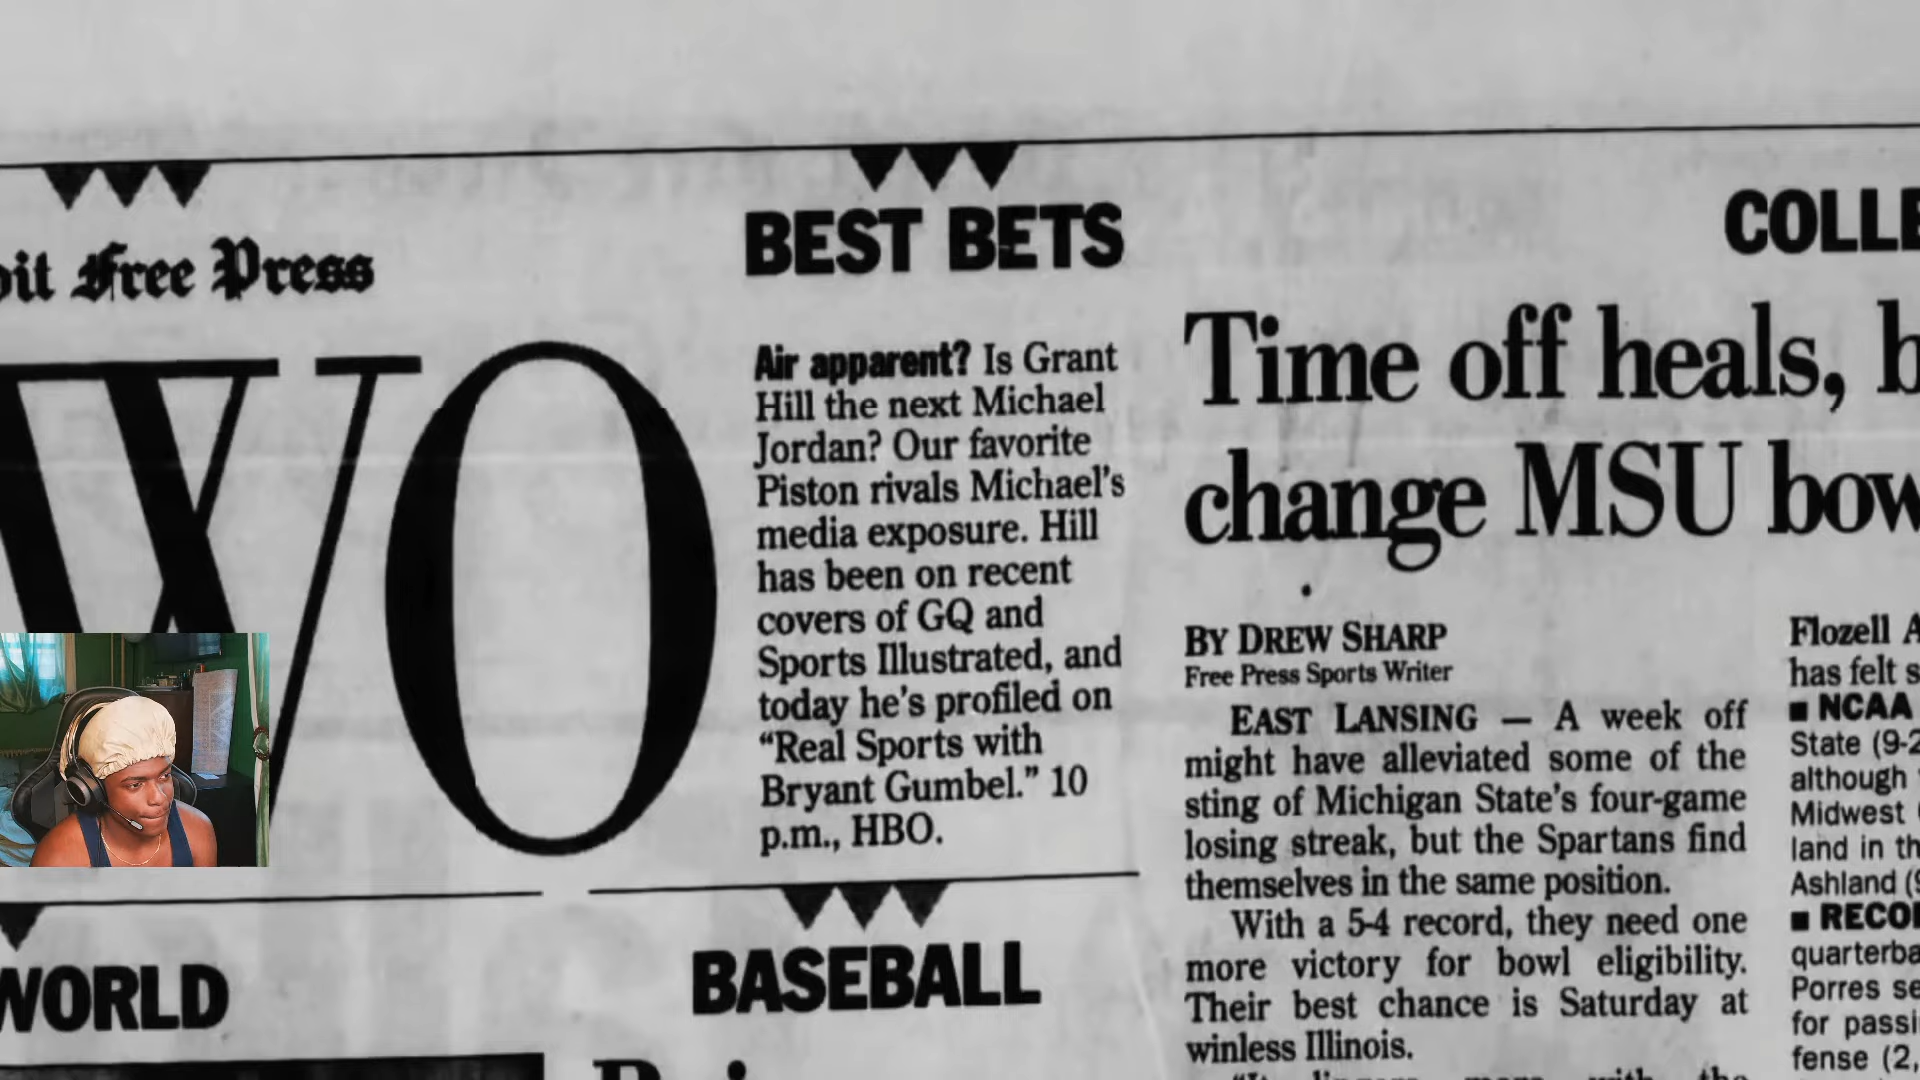 Free Press
WO
BEST BETS
Air apparent? Is Grant
Hill the next Michael
Jordan? Our favorite
Piston rivals Michael's
media exposure. Hill
has been on recent
covers of GQ and
Sports Illustrated, and
today he's profiled on
“Real Sports with
Bryant Gumbel.” 10
p.m., HBO.
WORLD
BASEBALL
COLLE
Time off heals, b
change MSU bow
BY DREW SHARP
Free Press Sports Writer
EAST LANSING — A week off
might have alleviated some of the
sting of Michigan State's four-game
losing streak, but the Spartans find
themselves in the same position.
With a 5-4 record, they need one
more victory for bowl eligibility.
Their best chance is Saturday at
winless Illinois.
Flozell A
has felt s
■ NCAA
State (9-2
although
Midwest
land in th
Ashland (9
■ RECOR
quarterba
Porres se
for passi
fense (2,